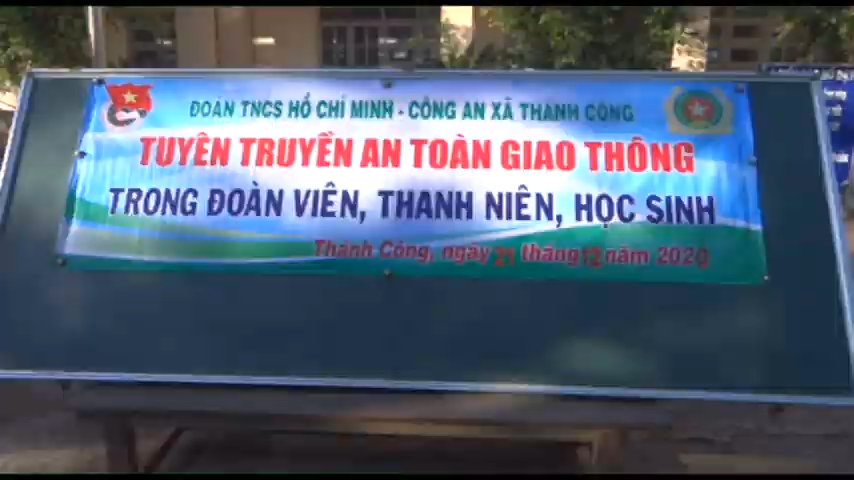 ĐOÀN TNCS HỒ CHÍ MINH - CÔNG AN XÃ THANH CÔNG
TUYÊN TRUYỀN AN TOÀN GIAO THÔNG
TRONG ĐOÀN VIÊN, THANH NIÊN, HỌC SINH
Thành Công, ngày 21 tháng 12 năm 2020